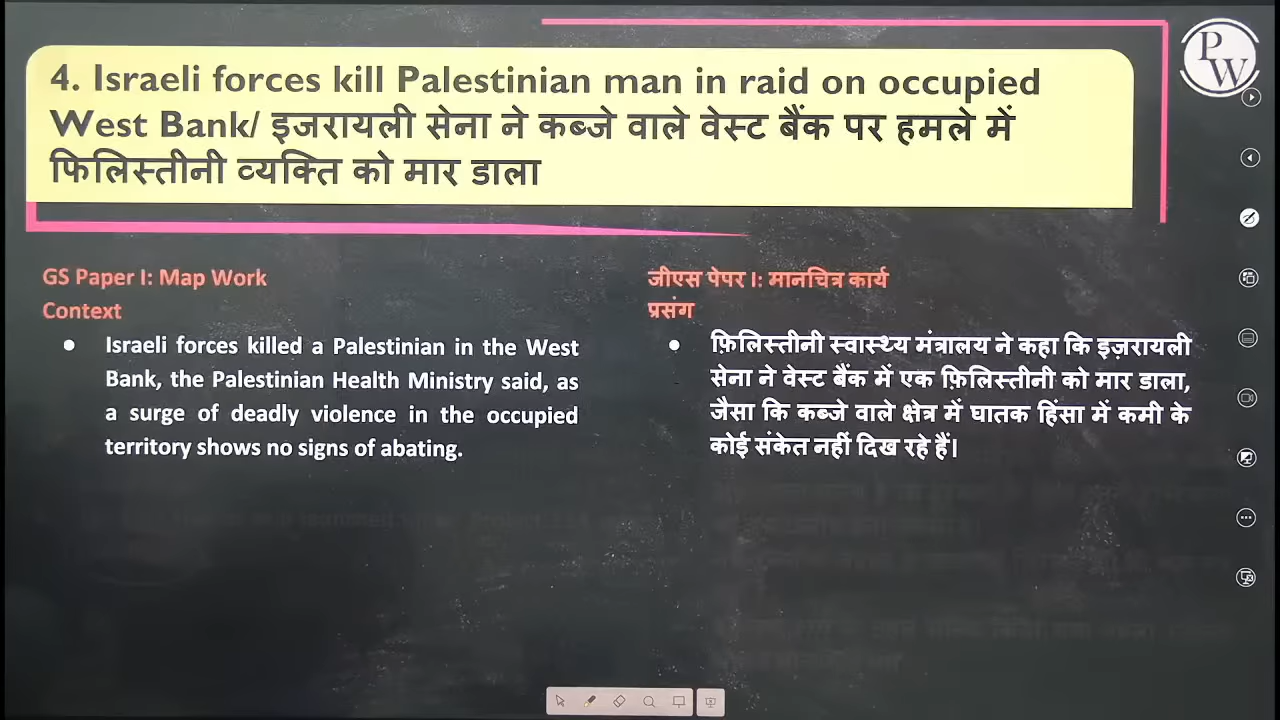 4. Israeli forces kill Palestinian man in raid on occupied
West Bank/ इजरायली सेना ने कब्जे वाले वेस्ट बैंक पर हमले में
फिलिस्तीनी व्यक्ति को मार डाला
PW
GS Paper I: Map Work
Context
● Israeli forces killed a Palestinian in the West
Bank, the Palestinian Health Ministry said, as
a surge of deadly violence in the occupied
territory shows no signs of abating.
जीएस पेपर I: मानचित्र कार्य
प्रसंग
● फ़िलिस्तीनी स्वास्थ्य मंत्रालय ने कहा कि इज़रायली
सेना ने वेस्ट बैंक में एक फ़िलिस्तीनी को मार डाला,
जैसा कि कब्जे वाले क्षेत्र में घातक हिंसा में कमी के
कोई संकेत नहीं दिख रहे हैं।